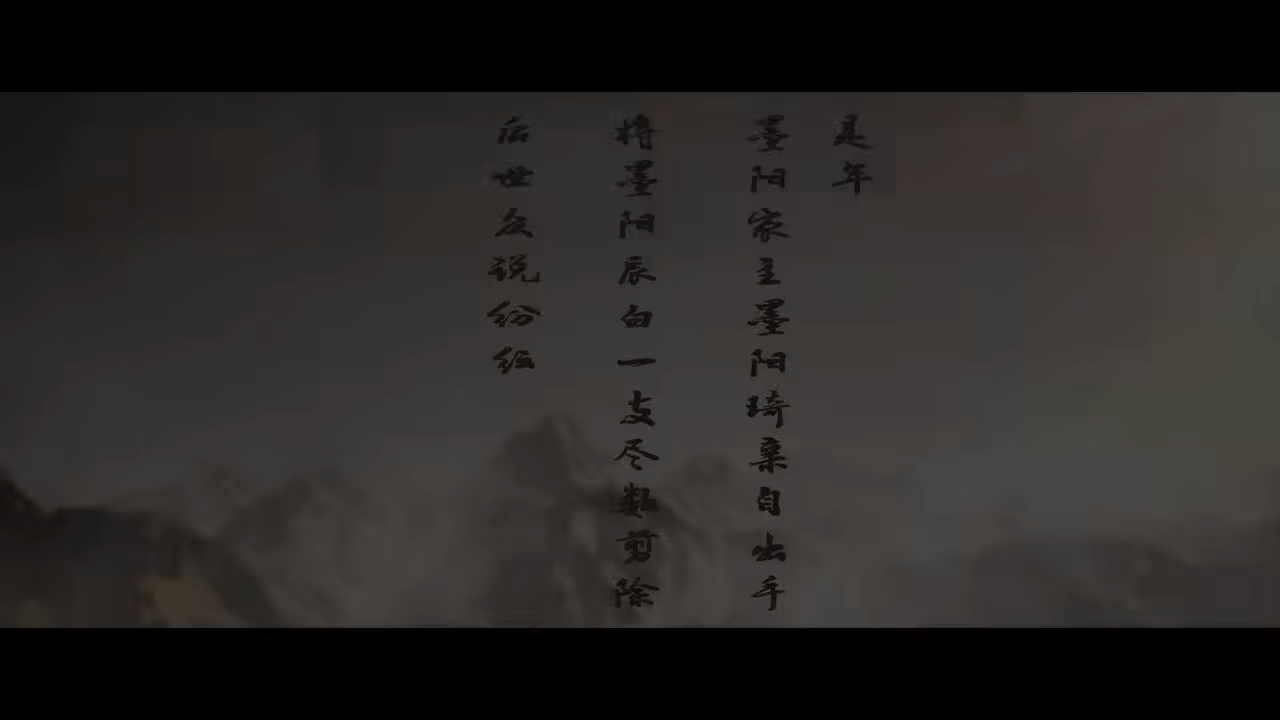 是年
墨阳家主墨阳琦亲自出手
将墨阳辰白一支尽数剪除
后世众说纷纭